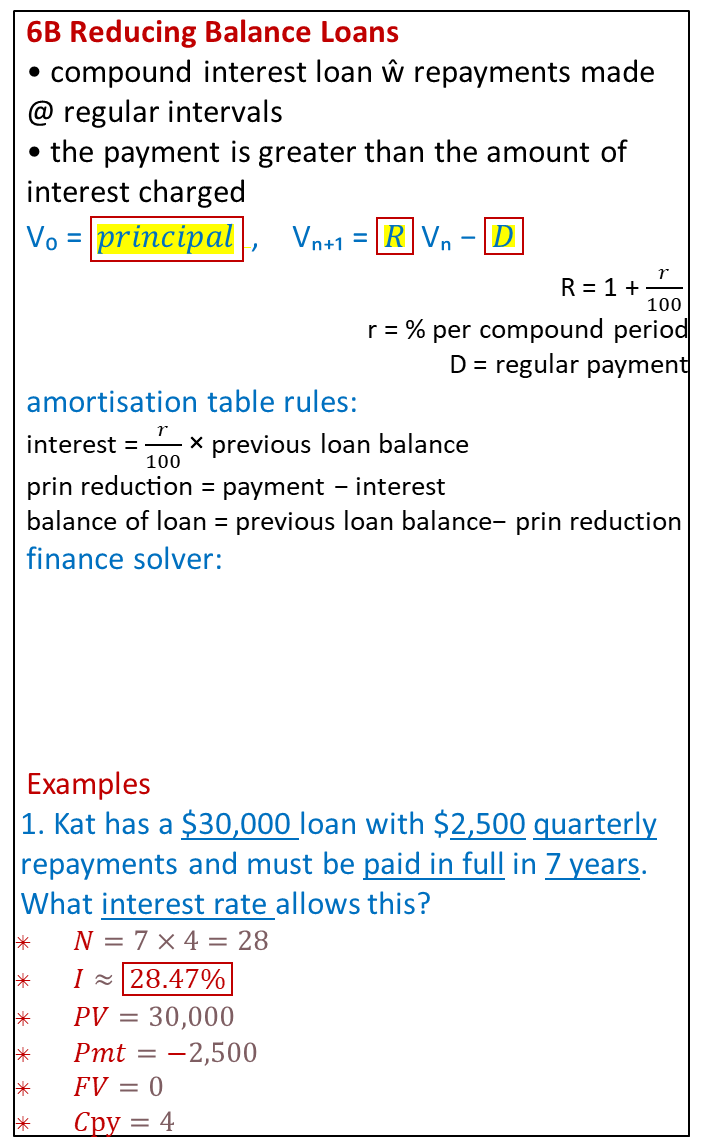 6B Reducing Balance Loans
• compound interest loan ŵ repayments made
@ regular intervals
• the payment is greater than the amount of
interest charged
V₀ = principal , Vₙ₊₁ = R Vₙ − D
R = 1 + r/100
r = % per compound period
D = regular payment
amortisation table rules:
interest = r/100 × previous loan balance
prin reduction = payment − interest
balance of loan = previous loan balance− prin reduction
finance solver:
Examples
1. Kat has a $30,000 loan with $2,500 quarterly
repayments and must be paid in full in 7 years.
What interest rate allows this?
✳ N = 7 × 4 = 28
✳ I ≈ 28.47%
✳ PV = 30,000
✳ Pmt = −2,500
✳ FV = 0
✳ Cpy = 4